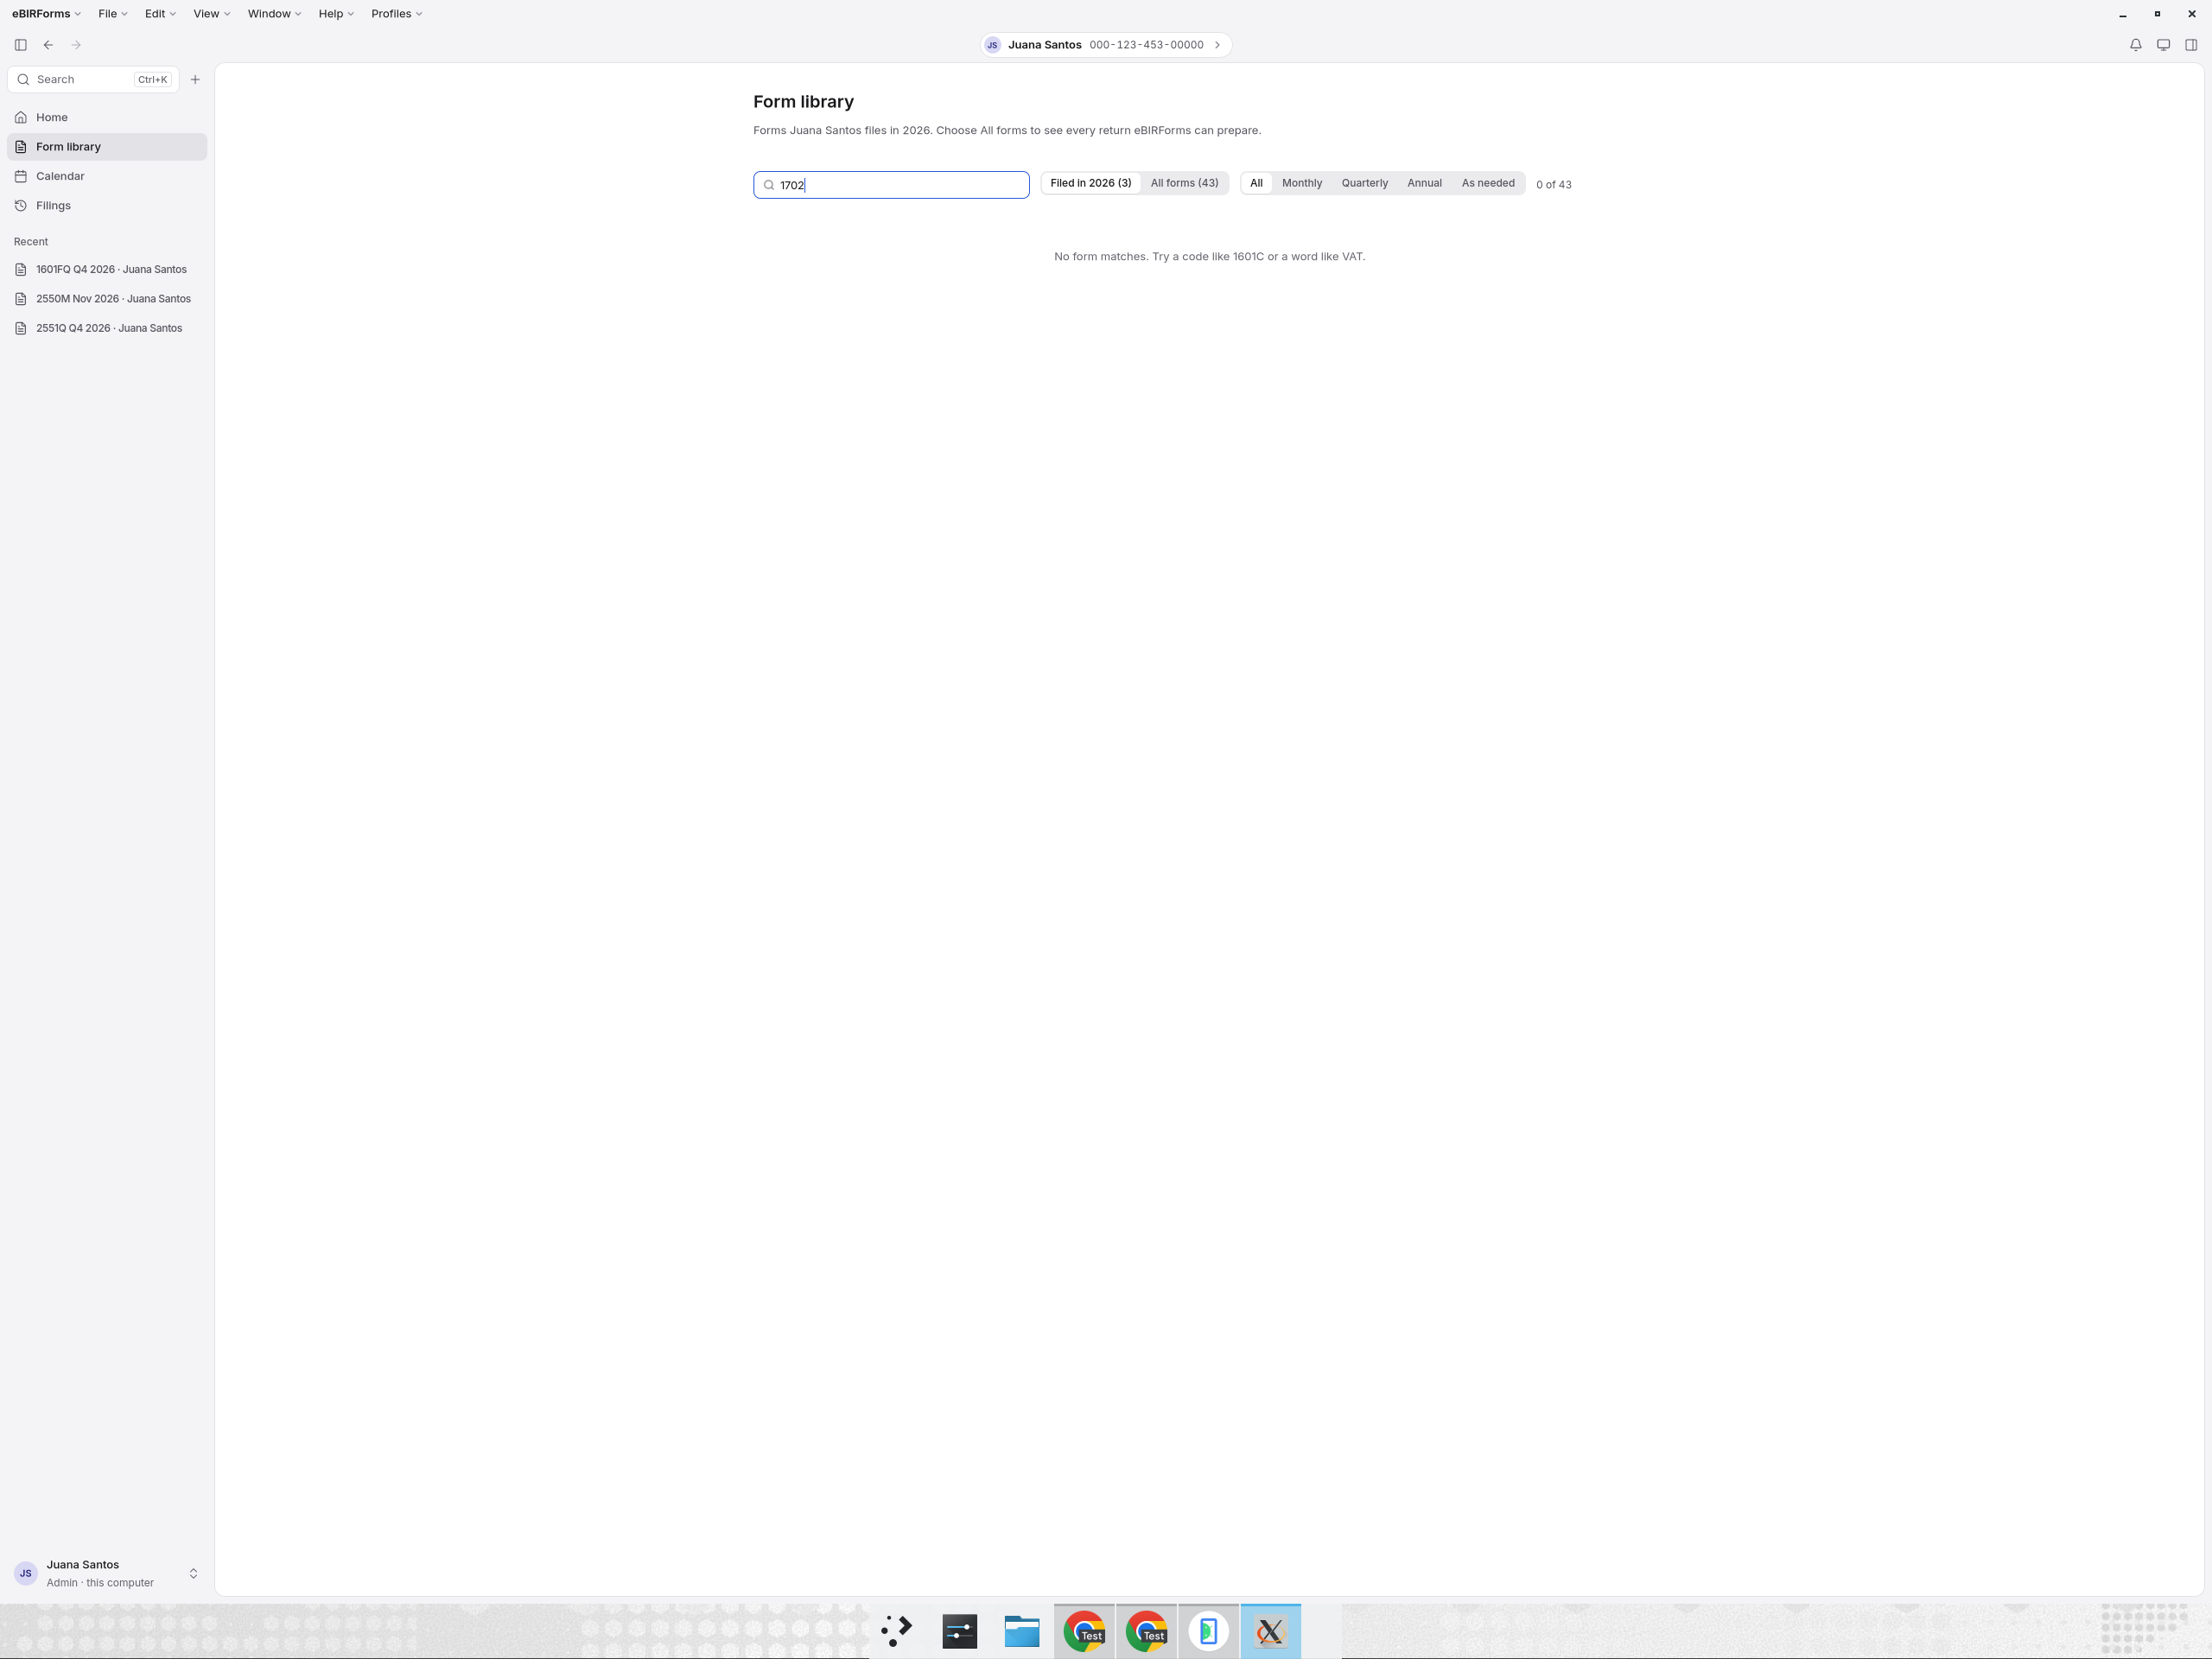 eBIRForms File Edit View Window Help Profiles
JS Juana Santos 000-123-453-00000
Search Ctrl+K
Home
Form library
Calendar
Filings
Recent
1601FQ Q4 2026 · Juana Santos
2550M Nov 2026 · Juana Santos
2551Q Q4 2026 · Juana Santos
Form library
Forms Juana Santos files in 2026. Choose All forms to see every return eBIRForms can prepare.
1702 Filed in 2026 (3) All forms (43) All Monthly Quarterly Annual As needed 0 of 43
No form matches. Try a code like 1601C or a word like VAT.
JS Juana Santos
Admin · this computer
Test Test